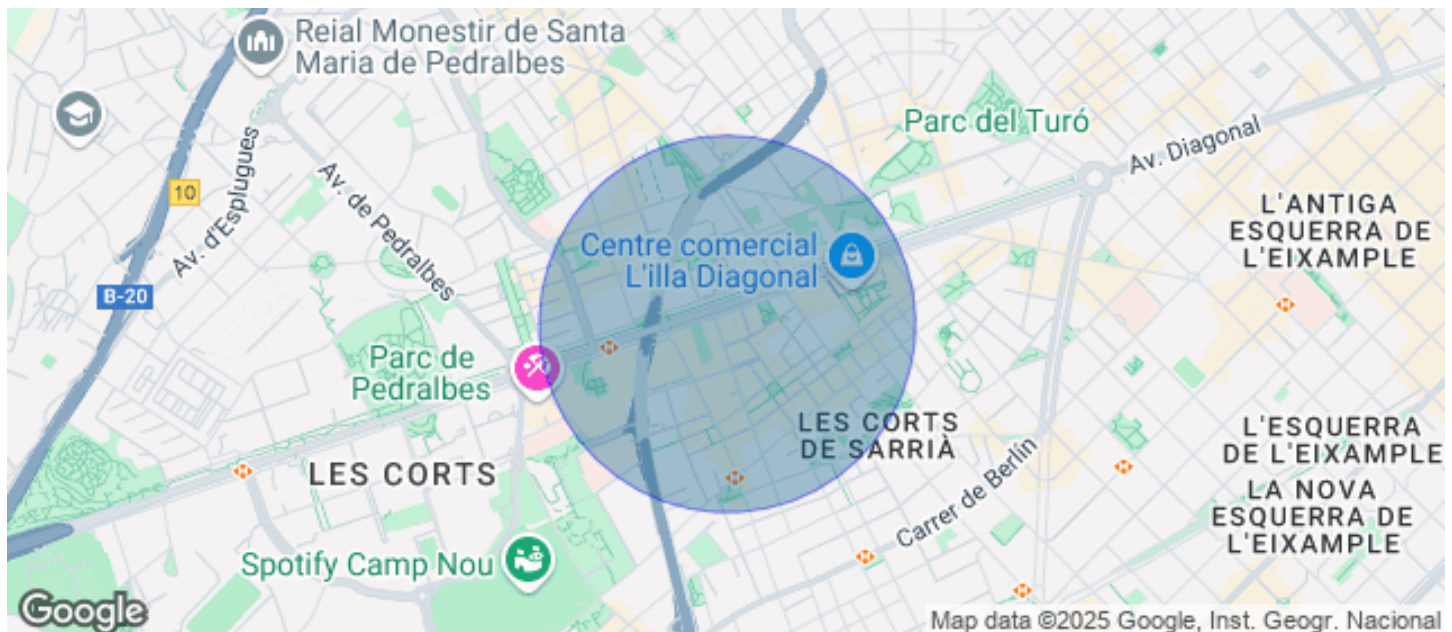 Reial Monestir de Santa
Maria de Pedralbes
Parc del Turó
Av. Diagonal
Av. d'Esplugues
Av. de Pedralbes
10
B-20
L'ANTIGA
ESQUERRA DE
L'EIXAMPLE
Centre comercial
L'illa Diagonal
Parc de
Pedralbes
LES CORTS
DE SARRIÀ
LES CORTS
L'ESQUERRA
DE L'EIXAMPLE
LA NOVA
ESQUERRA DE
L'EIXAMPLE
Carrer de Berlín
Spotify Camp Nou
Google
Map data ©2025 Google, Inst. Geogr. Nacional